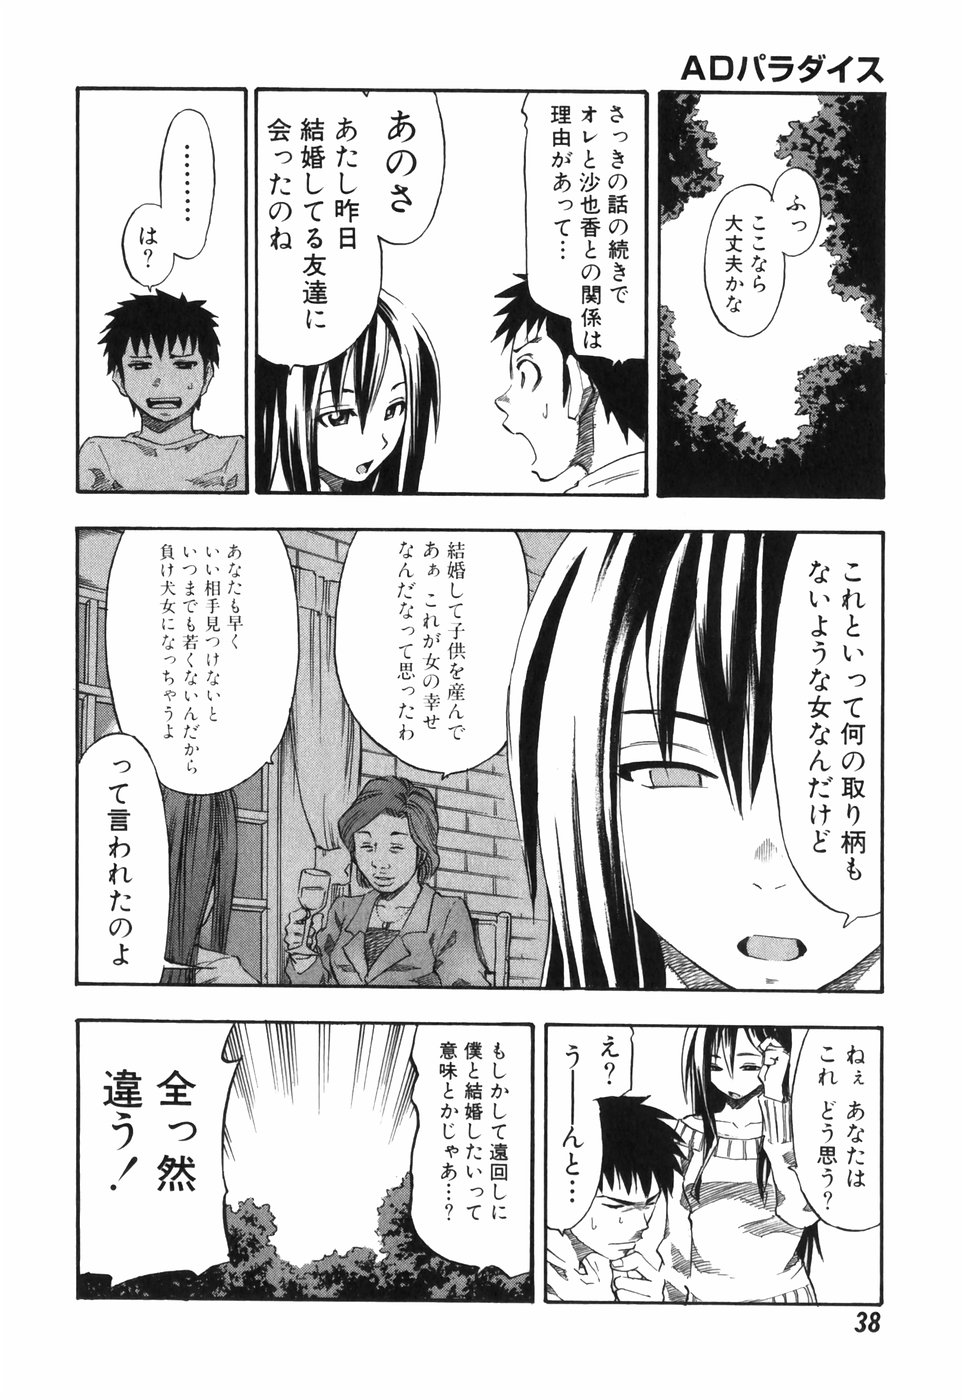 ADパラダイス
ふっ
ここなら
大丈夫かな
さっきの話の続きで
オレと沙也香との関係は
理由があって…
あのさ
あたし昨日
結婚してる友達に
会ったのね
………
は?
これといって何の取り柄も
ないような女なんだけど
結婚して子供を産んで
あぁ これが女の幸せ
なんだなって思ったわ
あなたも早く
いい相手見つけないと
いつまでも若くないんだから
負け犬女になっちゃうよ
って言われたのよ
ねぇ あなたは
これ どう思う?
え?
うーーんと…
もしかして遠回しに
僕と結婚したいって
意味とかじゃあ…?
全っ然
違う!
38